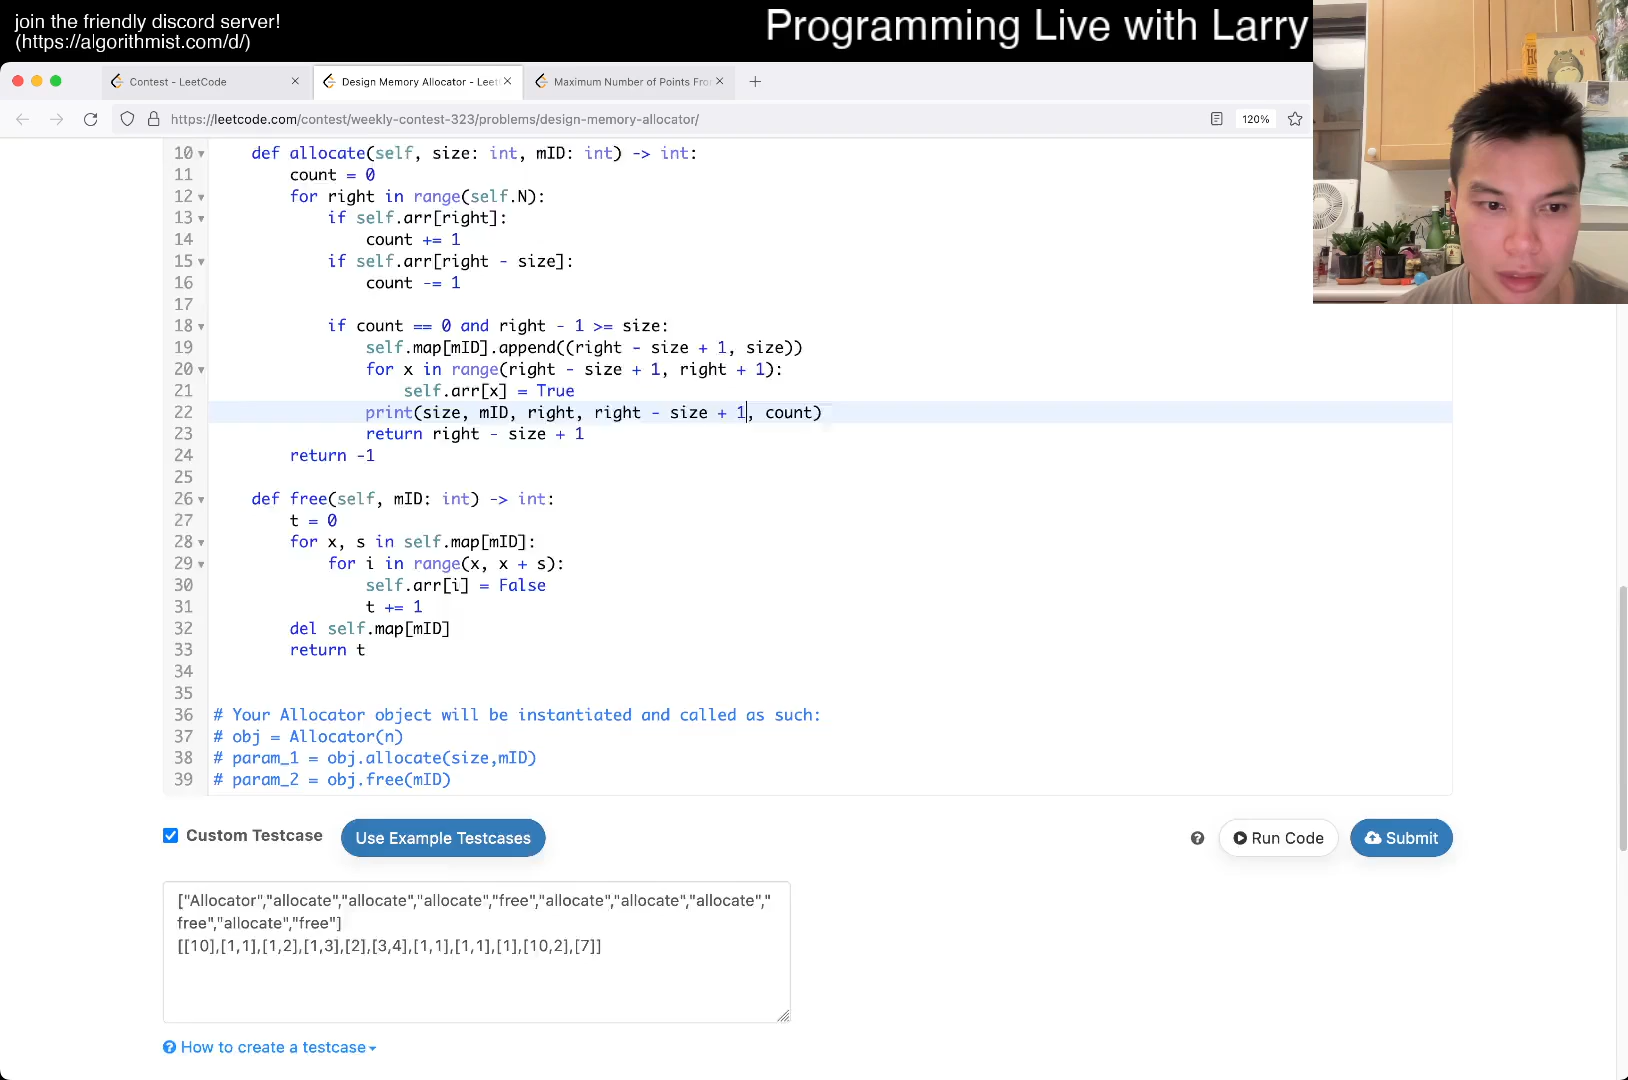 join the friendly discord server!
(https://algorithmist.com/d/)
Programming Live with Larry
Contest - LeetCode
Design Memory Allocator - Leet
Maximum Number of Points Fro
https://leetcode.com/contest/weekly-contest-323/problems/design-memory-allocator/
120%
10 def allocate(self, size: int, mID: int) -> int:
11 count = 0
12 for right in range(self.N):
13 if self.arr[right]:
14 count += 1
15 if self.arr[right - size]:
16 count -= 1
17
18 if count == 0 and right - 1 >= size:
19 self.map[mID].append((right - size + 1, size))
20 for x in range(right - size + 1, right + 1):
21 self.arr[x] = True
22 print(size, mID, right, right - size + 1, count)
23 return right - size + 1
24 return -1
25
26 def free(self, mID: int) -> int:
27 t = 0
28 for x, s in self.map[mID]:
29 for i in range(x, x + s):
30 self.arr[i] = False
31 t += 1
32 del self.map[mID]
33 return t
34
35
36 # Your Allocator object will be instantiated and called as such:
37 # obj = Allocator(n)
38 # param_1 = obj.allocate(size,mID)
39 # param_2 = obj.free(mID)
Custom Testcase
Use Example Testcases
Run Code
Submit
["Allocator","allocate","allocate","allocate","free","allocate","allocate","allocate","
free","allocate","free"]
[[10],[1,1],[1,2],[1,3],[2],[3,4],[1,1],[1,1],[1],[10,2],[7]]
How to create a testcase